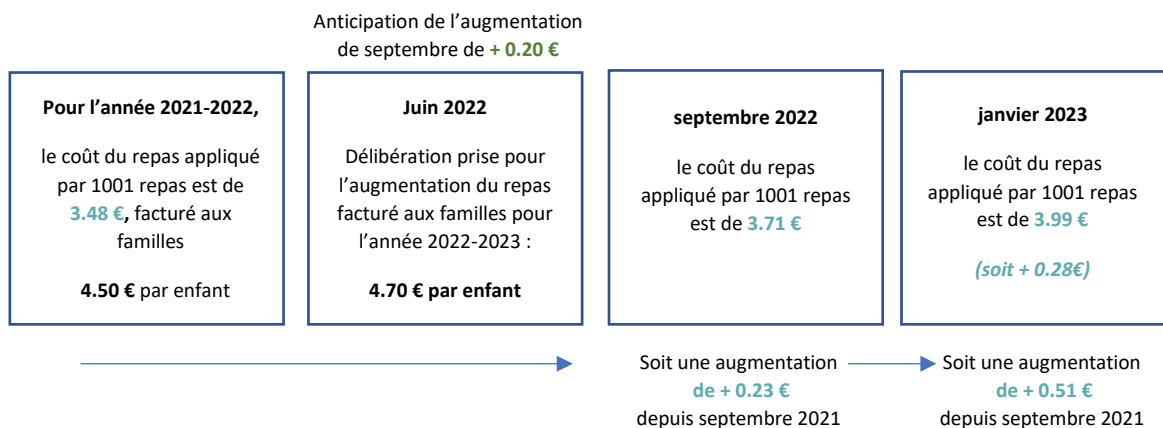 Anticipation de l’augmentation
de septembre de + 0.20 €
Pour l’année 2021-2022,
le coût du repas appliqué
par 1001 repas est de
3.48 €, facturé aux
familles
4.50 € par enfant
Juin 2022
Délibération prise pour
l’augmentation du repas
facturé aux familles pour
l’année 2022-2023 :
4.70 € par enfant
septembre 2022
le coût du repas
appliqué par 1001 repas
est de 3.71 €
janvier 2023
le coût du repas
appliqué par 1001 repas
est de 3.99 €
(soit + 0.28€)
Soit une augmentation
de + 0.23 €
depuis septembre 2021
Soit une augmentation
de + 0.51 €
depuis septembre 2021